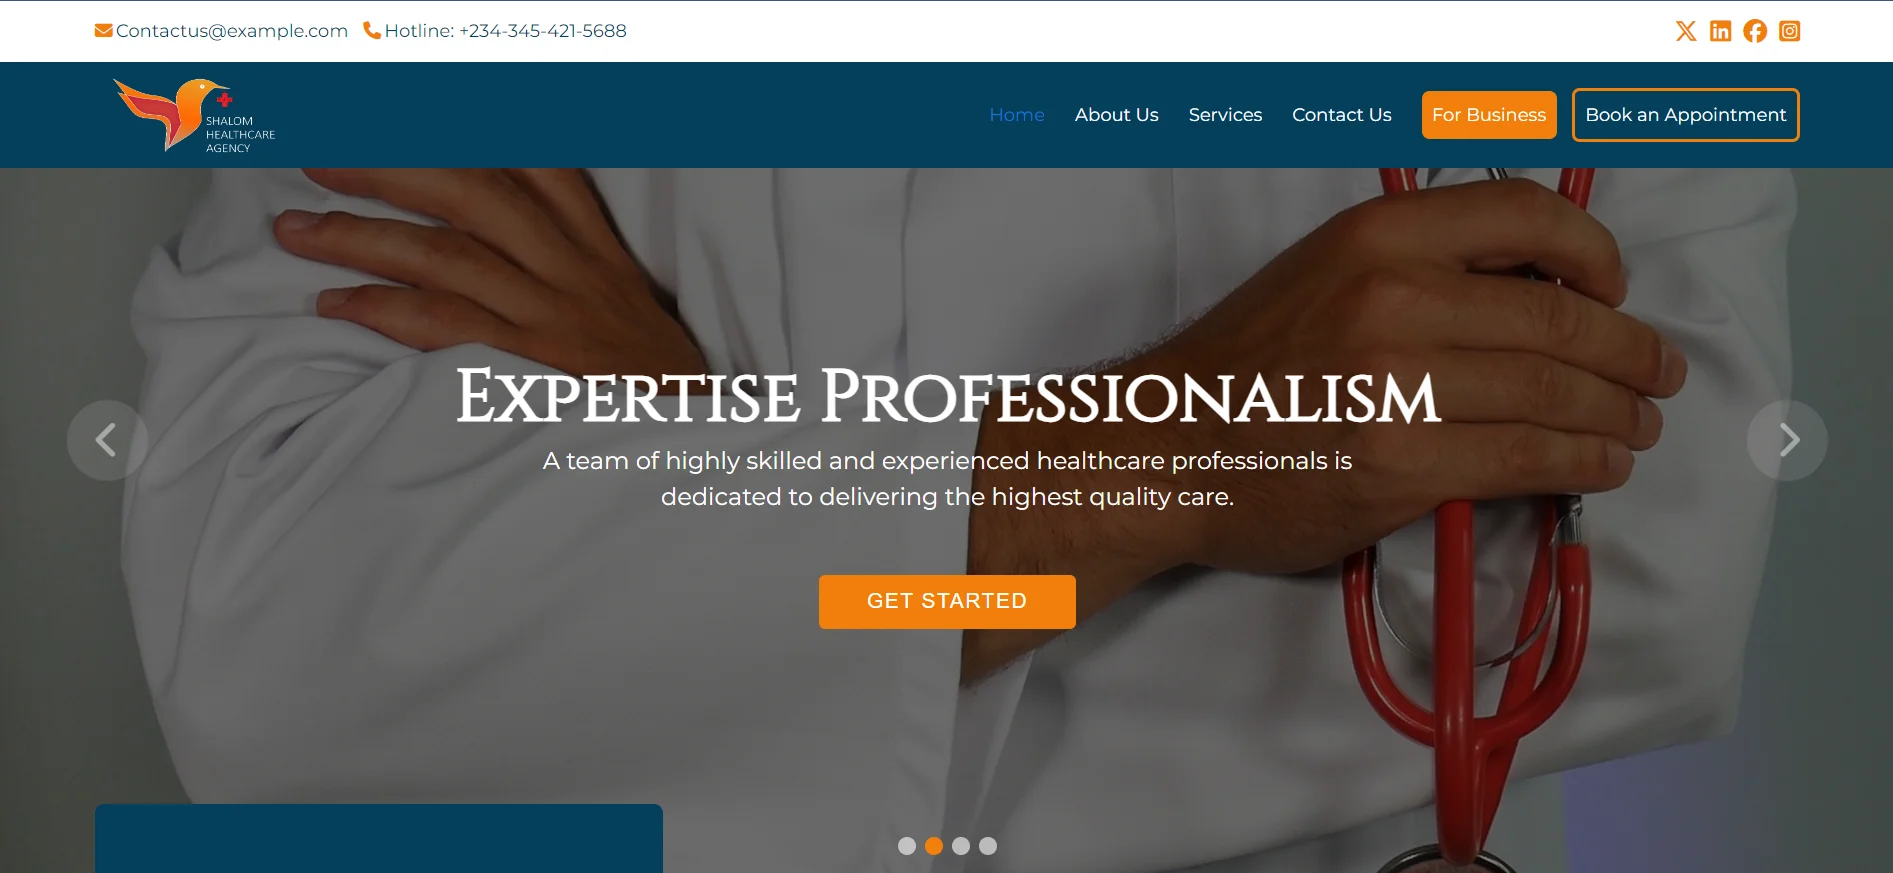 Contactus@example.com Hotline: +234-345-421-5688
SHALOM
HEALTHCARE
AGENCY
Home About Us Services Contact Us For Business Book an Appointment
Expertise Professionalism
A team of highly skilled and experienced healthcare professionals is
dedicated to delivering the highest quality care.
GET STARTED